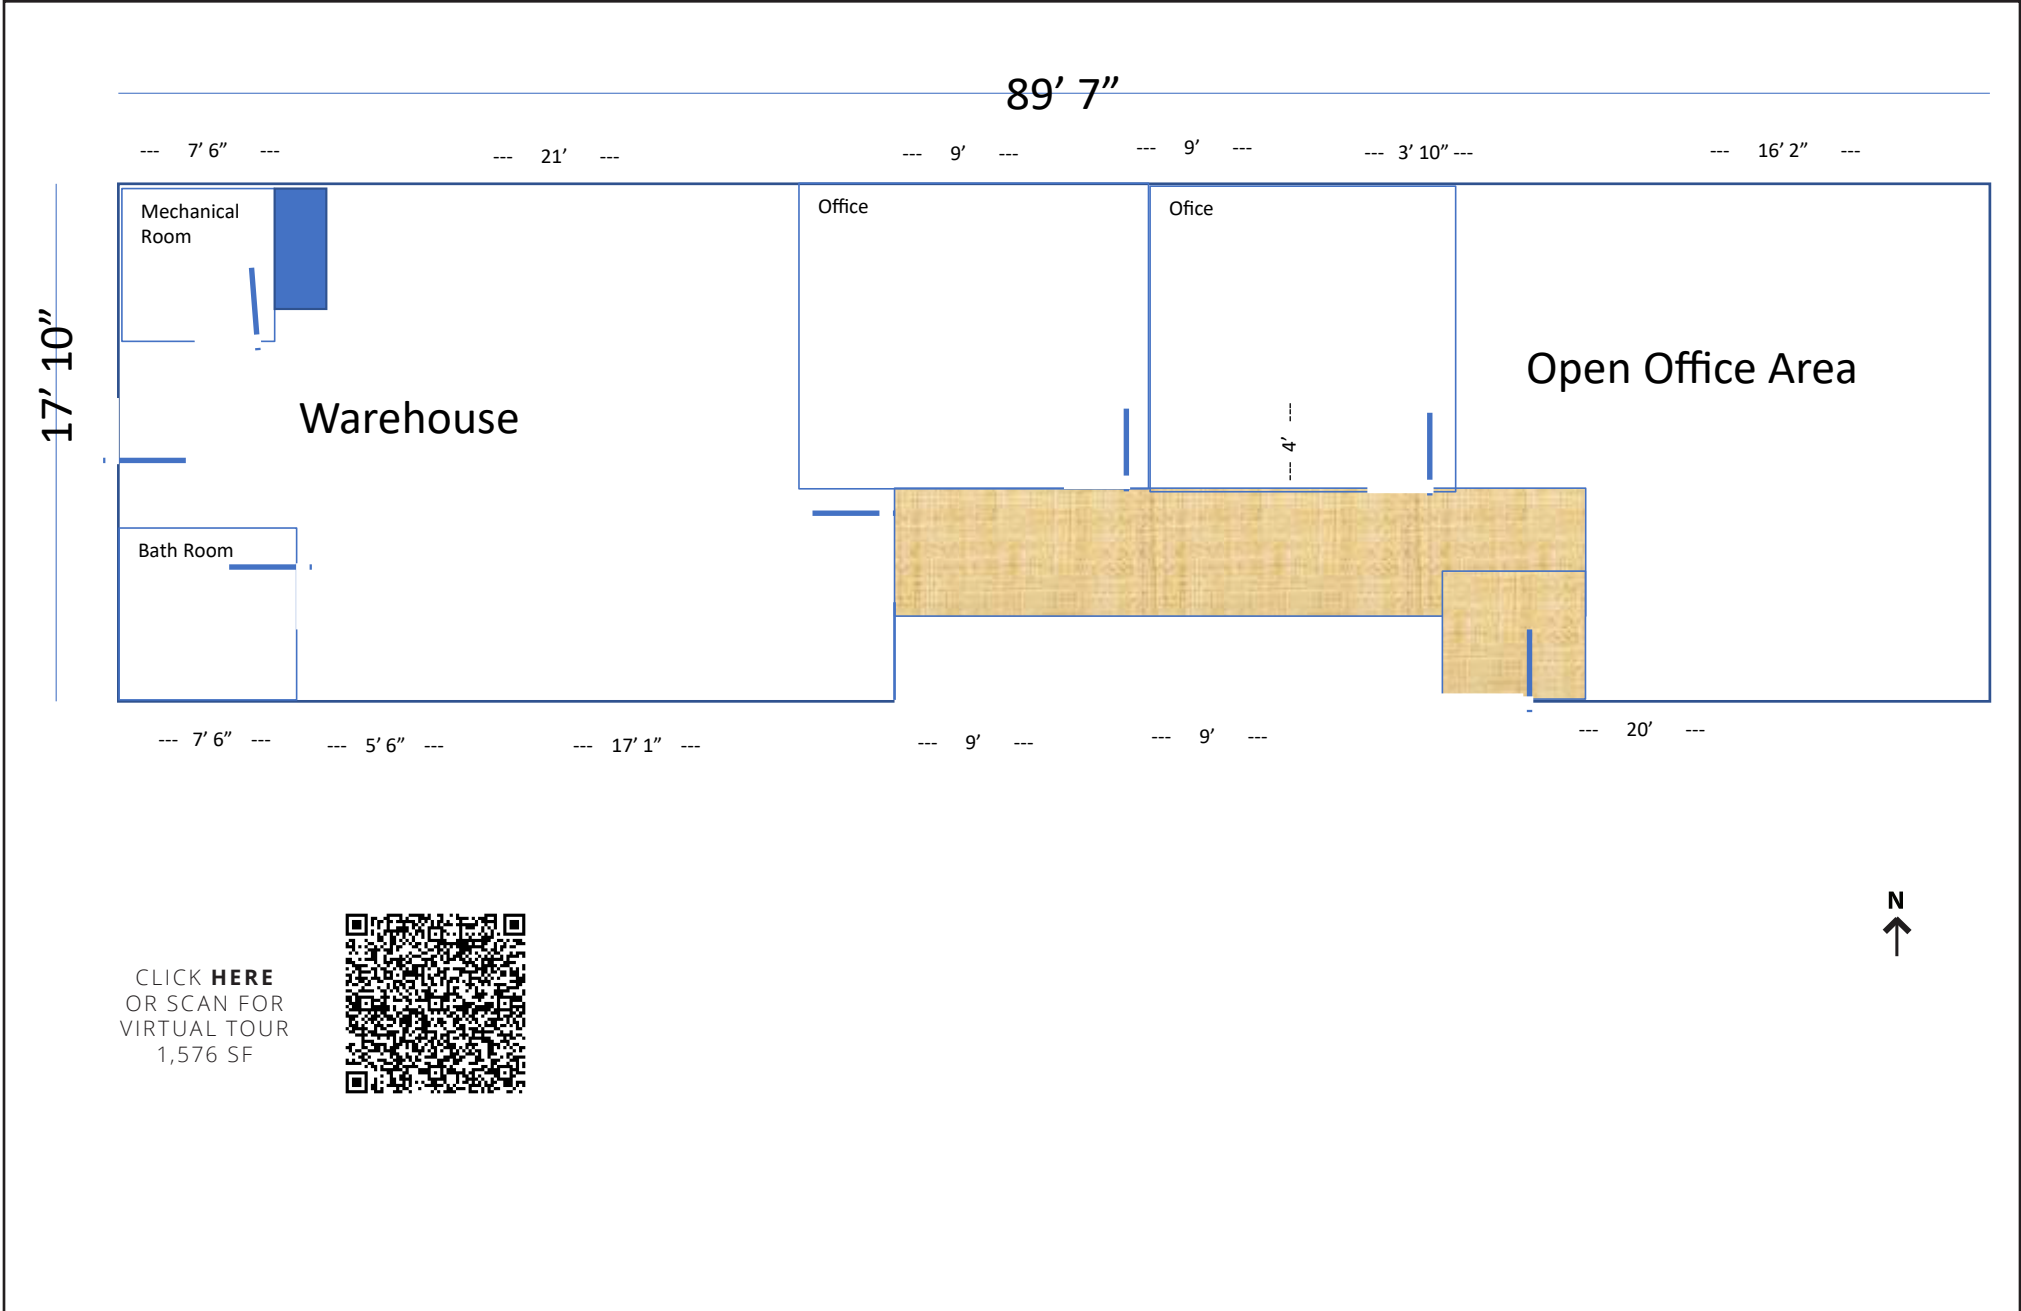 89’ 7”
--- 7’ 6” ---
--- 21’ ---
--- 9’ ---
--- 9’ ---
--- 3’ 10” ---
--- 16’ 2” ---
17’ 10”
Mechanical
Room
Office
Ofice
Open Office Area
Warehouse
--- 4’ ---
Bath Room
--- 7’ 6” ---
--- 5’ 6” ---
--- 17’ 1” ---
--- 9’ ---
--- 9’ ---
--- 20’ ---
N
CLICK HERE
OR SCAN FOR
VIRTUAL TOUR
1,576 SF